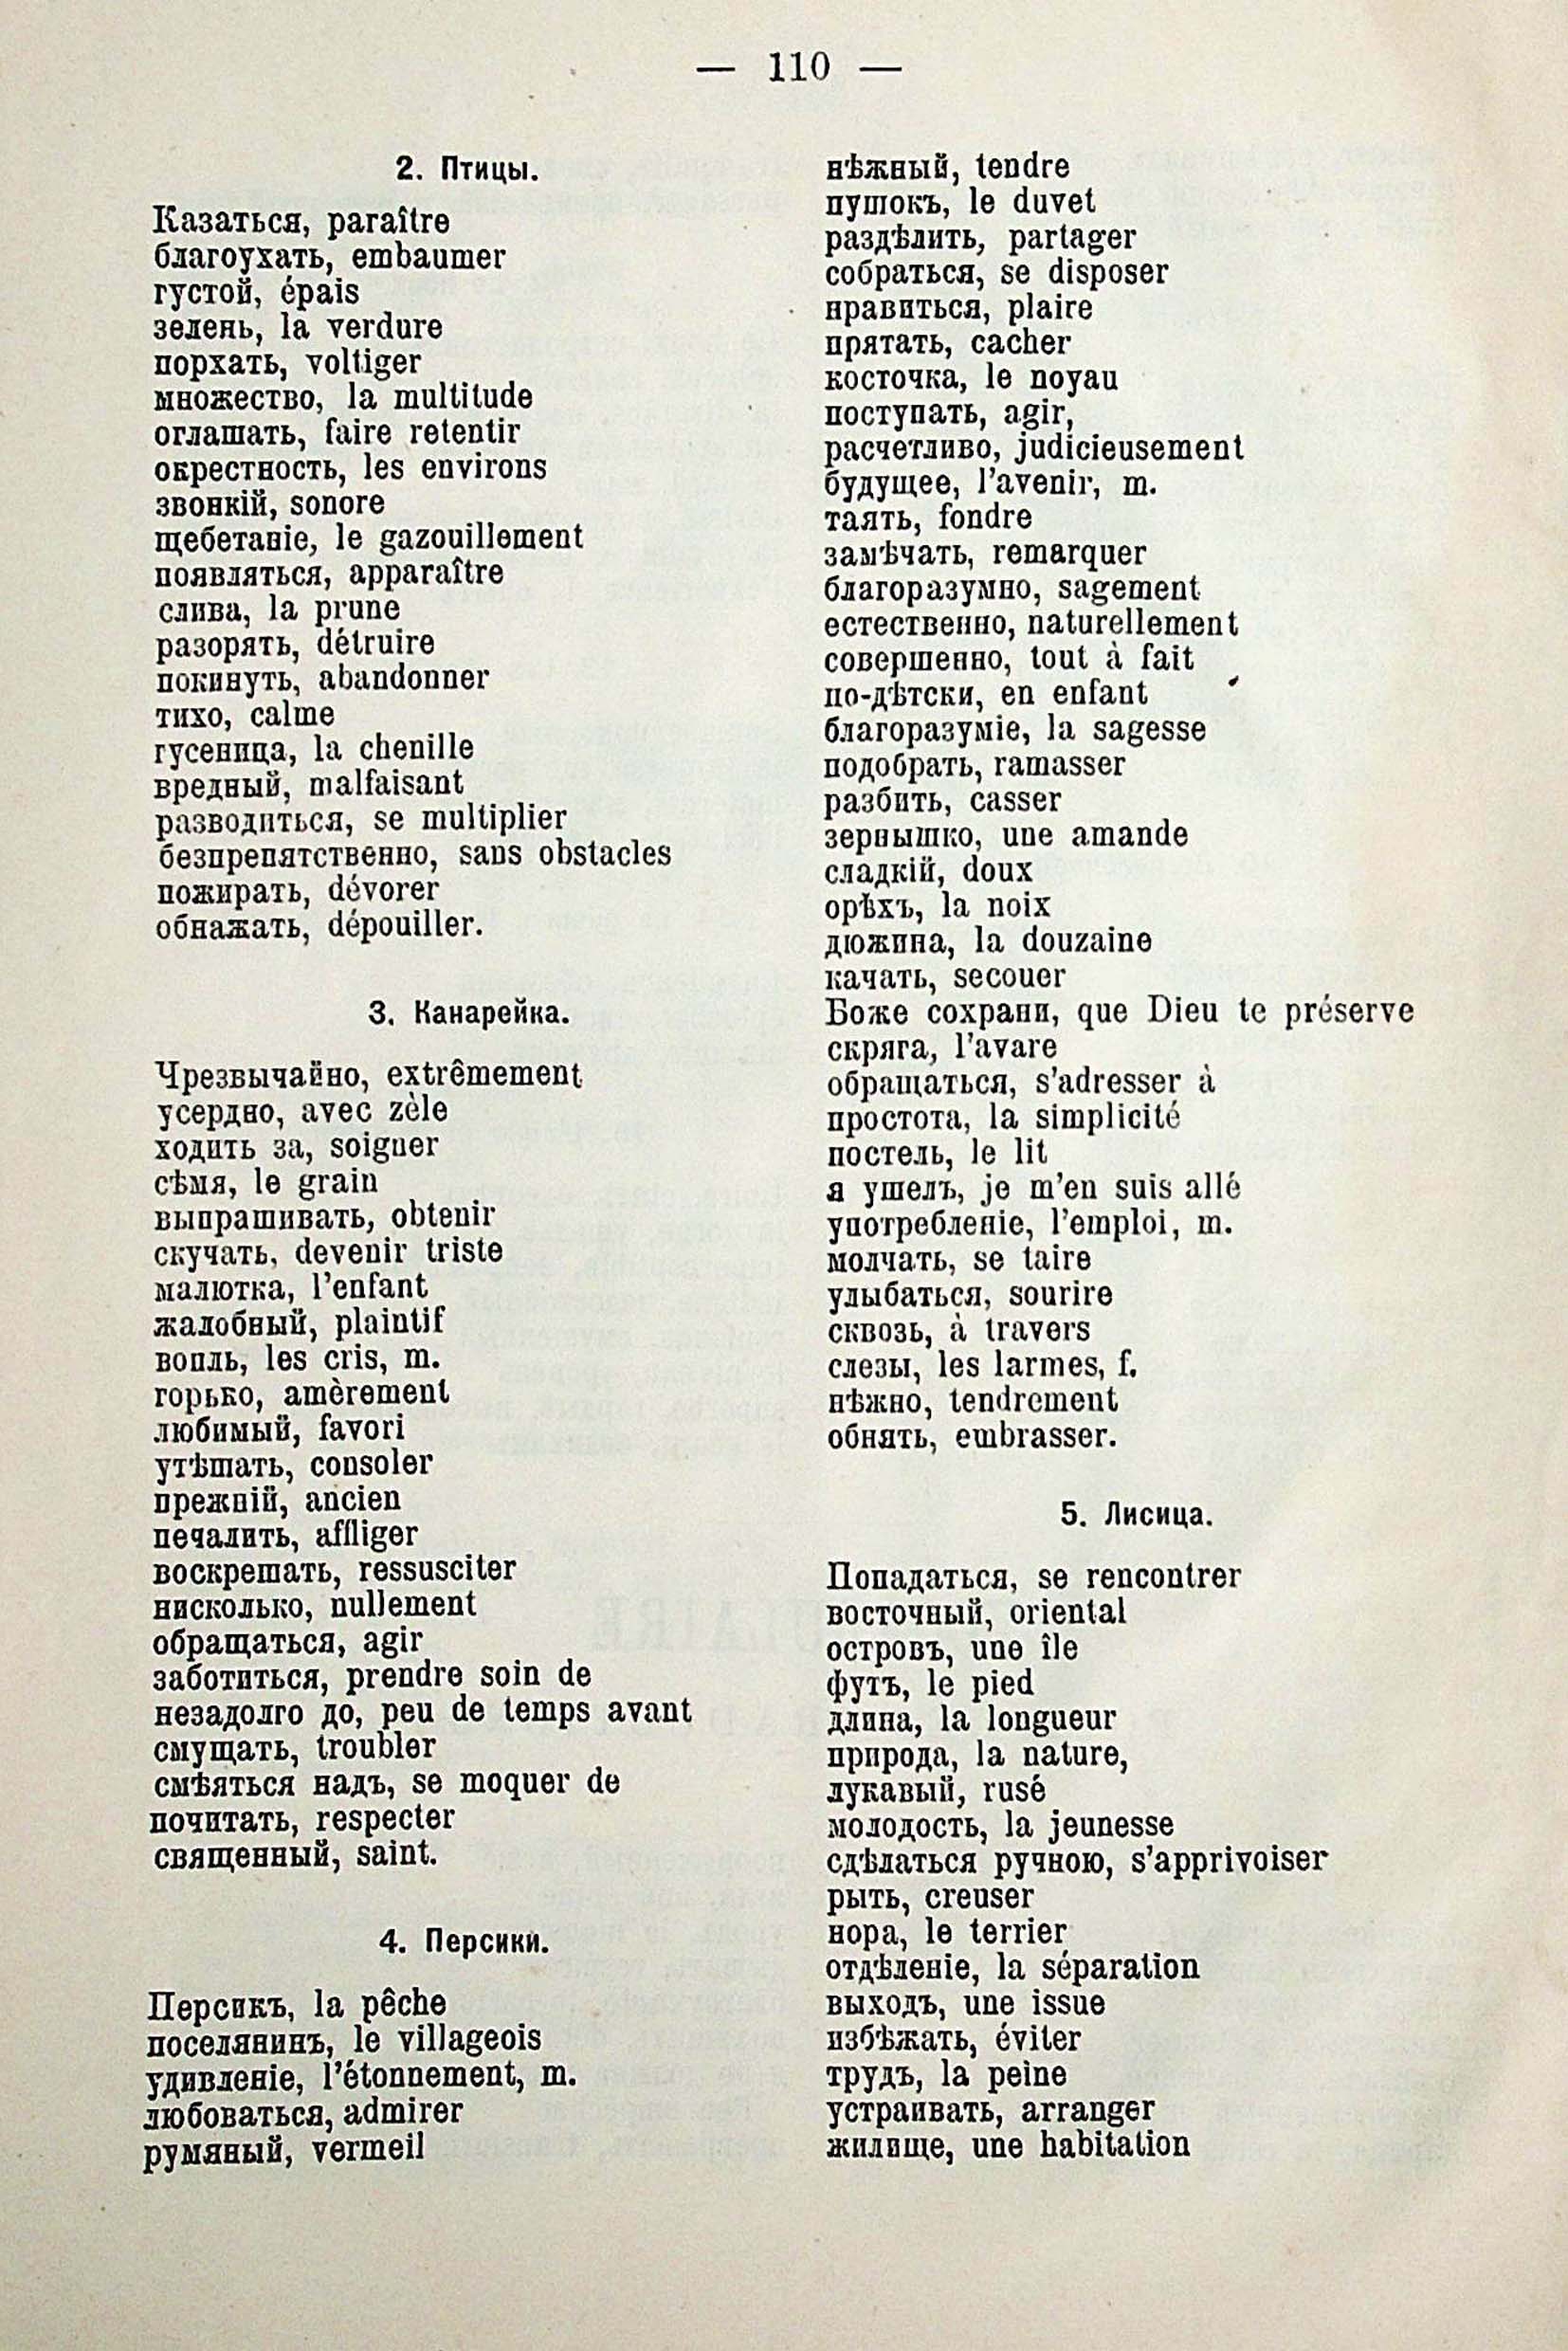 — 110 —
2. Птицы.
Казаться, paraître
благоухать, embaumer
густой, épais
зелень, la verdure
порхать, voltiger
множество, la multitude
оглашать, faire retentir
окрестность, les environs
звонкій, sonore
щебетаніе, le gazouillement
появляться, apparaître
слива, la prune
разорять, détruire
покинуть, abandonner
тихо, calme
гусеница, la chenille
вредный, malfaisant
разводиться, se multiplier
безпрепятственно, sans obstacles
пожирать, dévorer
обнажать, dépouiller.
3. Канарейка.
Чрезвычайно, extrêmement
усердно, avec zèle
ходить за, soigner
сѣмя, le grain
выпрашивать, obtenir
скучать, devenir triste
малютка, l'enfant
жалобный, plaintif
вопль, les cris, m.
горько, amèrement
любимый, favori
утѣшать, consoler
прежній, ancien
печалить, affliger
воскрешать, ressusciter
нисколько, nullement
обращаться, agir
заботиться, prendre soin de
незадолго до, peu de temps avant
смущать, troubler
смѣяться надъ, se moquer de
почитать, respecter
священный, saint.
4. Персики.
Персикъ, la pêche
поселянинъ, le villageois
удивленіе, l'étonnement, m.
любоваться, admirer
румяный, vermeil
нѣжный, tendre
пушокъ, le duvet
раздѣлить, partager
собраться, se disposer
нравиться, plaire
прятать, cacher
косточка, le noyau
поступать, agir,
расчетливо, judicieusement
будущее, l'avenir, m.
таять, fondre
замѣчать, remarquer
благоразумно, sagement
естественно, naturellement
совершенно, tout à fait
по-дѣтски, en enfant
благоразуміе, la sagesse
подобрать, ramasser
разбить, casser
зернышко, une amande
сладкій, doux
орѣхъ, la noix
дюжина, la douzaine
качать, secouer
Боже сохрани, que Dieu te préserve
скряга, l'avare
обращаться, s'adresser à
простота, la simplicité
постель, le lit
я ушелъ, je m'en suis allé
употребленіе, l'emploi, m.
молчать, se taire
улыбаться, sourire
сквозь, à travers
слезы, les larmes, f.
нѣжно, tendrement
обнять, embrasser.
5. Лисица.
Попадаться, se rencontrer
восточный, oriental
островъ, une île
футъ, le pied
длина, la longueur
природа, la nature,
лукавый, rusé
молодость, la jeunesse
сдѣлаться ручною, s'apprivoiser
рыть, creuser
нора, le terrier
отдѣленіе, la séparation
выходъ, une issue
избѣжать, éviter
трудъ, la peine
устраивать, arranger
жилище, une habitation